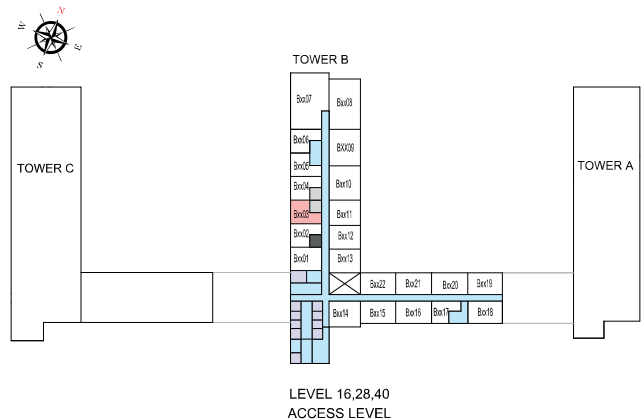 N
W
E
S
TOWER B
Bxx07
Bxx08
Bxx06
BXX09
Bxx05
Bxx04
Bxx10
Bxx03
Bxx11
Bxx02
Bxx12
Bxx01
Bxx13
TOWER C
TOWER A
Bxx22
Bxx21
Bxx20
Bxx19
Bxx14
Bxx15
Bxx16
Bxx17
Bxx18
LEVEL 16,28,40
ACCESS LEVEL